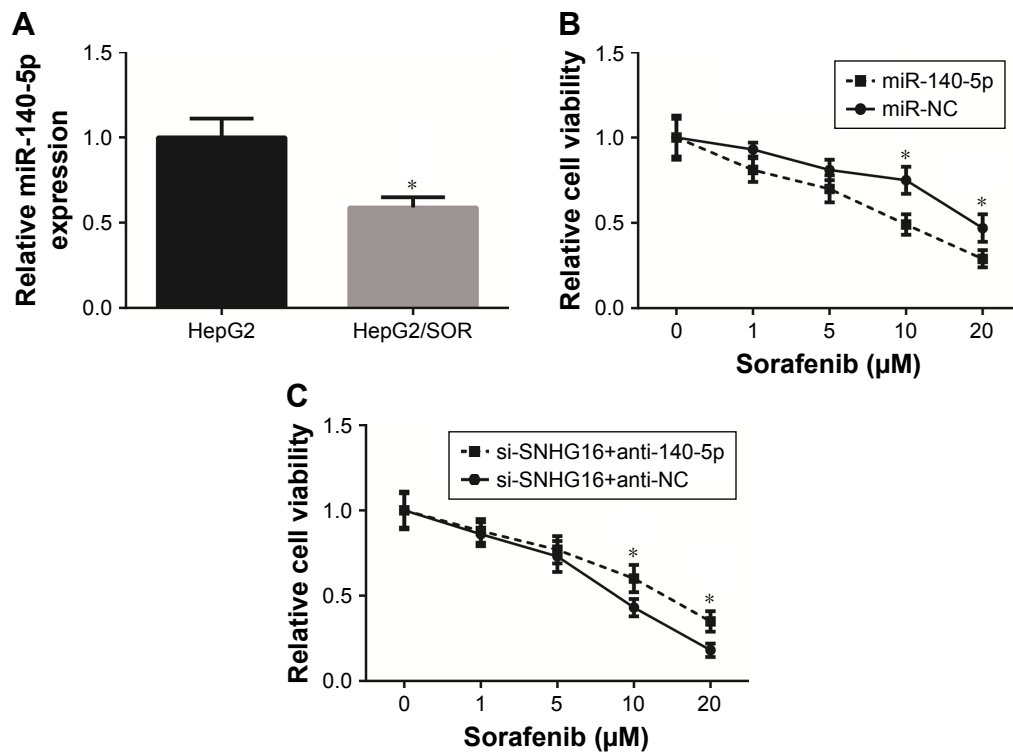 A
Relative miR-140-5p
expression
1.5
1.0
0.5
0.0
*
HepG2
HepG2/SOR
B
Relative cell viability
1.5
1.0
0.5
0.0
miR-140-5p
miR-NC
*
*
0 1 5 10 20
Sorafenib (µM)
C
Relative cell viability
1.5
1.0
0.5
0.0
si-SNHG16+anti-140-5p
si-SNHG16+anti-NC
*
*
0 1 5 10 20
Sorafenib (µM)